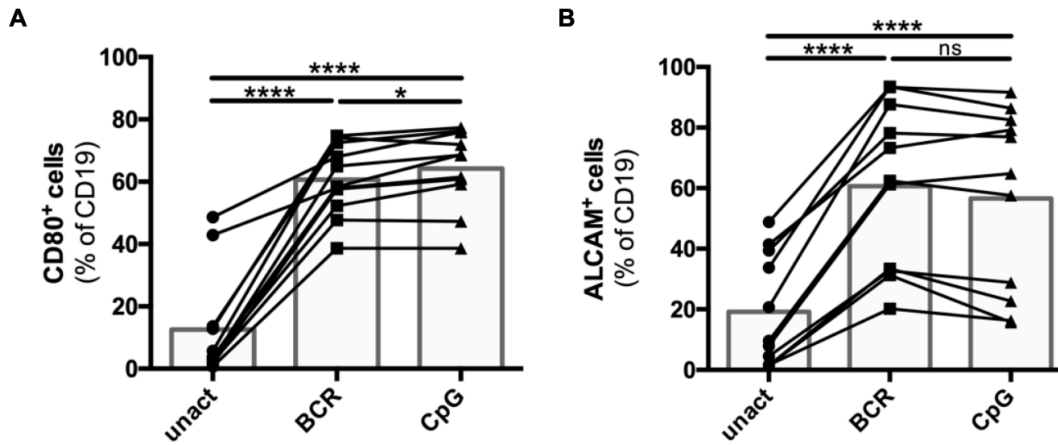 A
CD80+ cells
(% of CD19)
100
80
60
40
20
0
****
****
*
unact
BCR
CpG
B
ALCAM+ cells
(% of CD19)
100
80
60
40
20
0
****
****
ns
unact
BCR
CpG